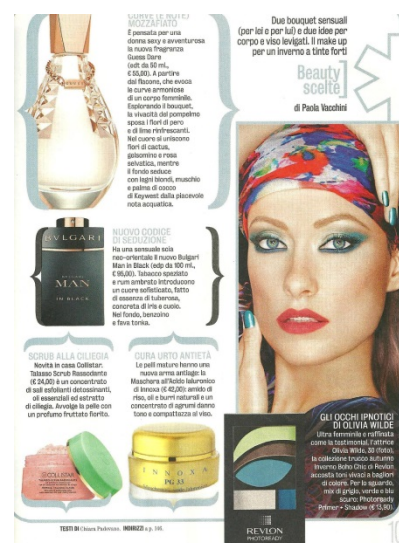 CURVE (E NOTE)
MOZZAFIATO
È pensata per una
donna sexy e avventurosa
la nuova fragranza
Guess Dare
(edt da 50 ml,
€ 55,60). A partire
dal flacone, che evoca
le curve armoniose
di un corpo femminile.
Esplorando il bouquet,
la vivacità del pompelmo
sposa i fiori di pero
e di lime rinfrescanti.
Nel cuore si uniscono
fiori di cactus,
gelsomino e rosa
selvatica, mentre
il fondo seduce
con legni biondi, muschio
e palma di cocco
di Keywest dalla piacevole
nota acquatica.
Due bouquet sensuali
(per lei e per lui) e due idee per
corpo e viso levigati. Il make up
per un inverno a tinte forti
Beauty
scelte
di Paola Vacchini
BVLGARI
MAN
IN BLACK
NUOVO CODICE
DI SEDUZIONE
Ha una sensuale scia
neo-orientale il nuovo Bulgari
Man in Black (edp da 100 ml.,
€ 95,00). Tabacco speziato
e rum ambrato introducono
un cuore sofisticato, fatto
di essenza di tuberosa,
concreta di iris e cuoio.
Nel fondo, benzoino
e fava tonka.
SCRUB ALLA CILIEGIA
Novità in casa Collistar.
Talasso Scrub Rassodante
(€ 24,00) è un concentrato
di sali esfolianti detossinanti,
oli essenziali ed estratto
di ciliegia. Avvolge la pelle con
un profumo fruttato fiorito.
CURA URTO ANTIETÀ
Le pelli mature hanno una
nuova arma antiage: la
Maschera all'Acido Ialuronico
di Innoxa (€ 42,00): amido di
riso, oli e burri naturali e un
concentrato di agrumi danno
tono e compattezza al viso.
COLLISTAR
INNOXA
PG 33
GLI OCCHI IPNOTICI
DI OLIVIA WILDE
Ultra femminile e raffinata
come la testimonial, l'attrice
Olivia Wilde, 30 (foto),
la collezione trucco autunno
inverno Boho Chic di Revlon
accosta toni vivaci a bagliori
di colore. Per lo sguardo,
mix di grigio, verde e blu
scuro: Photoready
Primer + Shadow (€ 13,90).
REVLON
PHOTOREADY
TESTI DI Chiara Padovano. INDIRIZZI a p. 106.